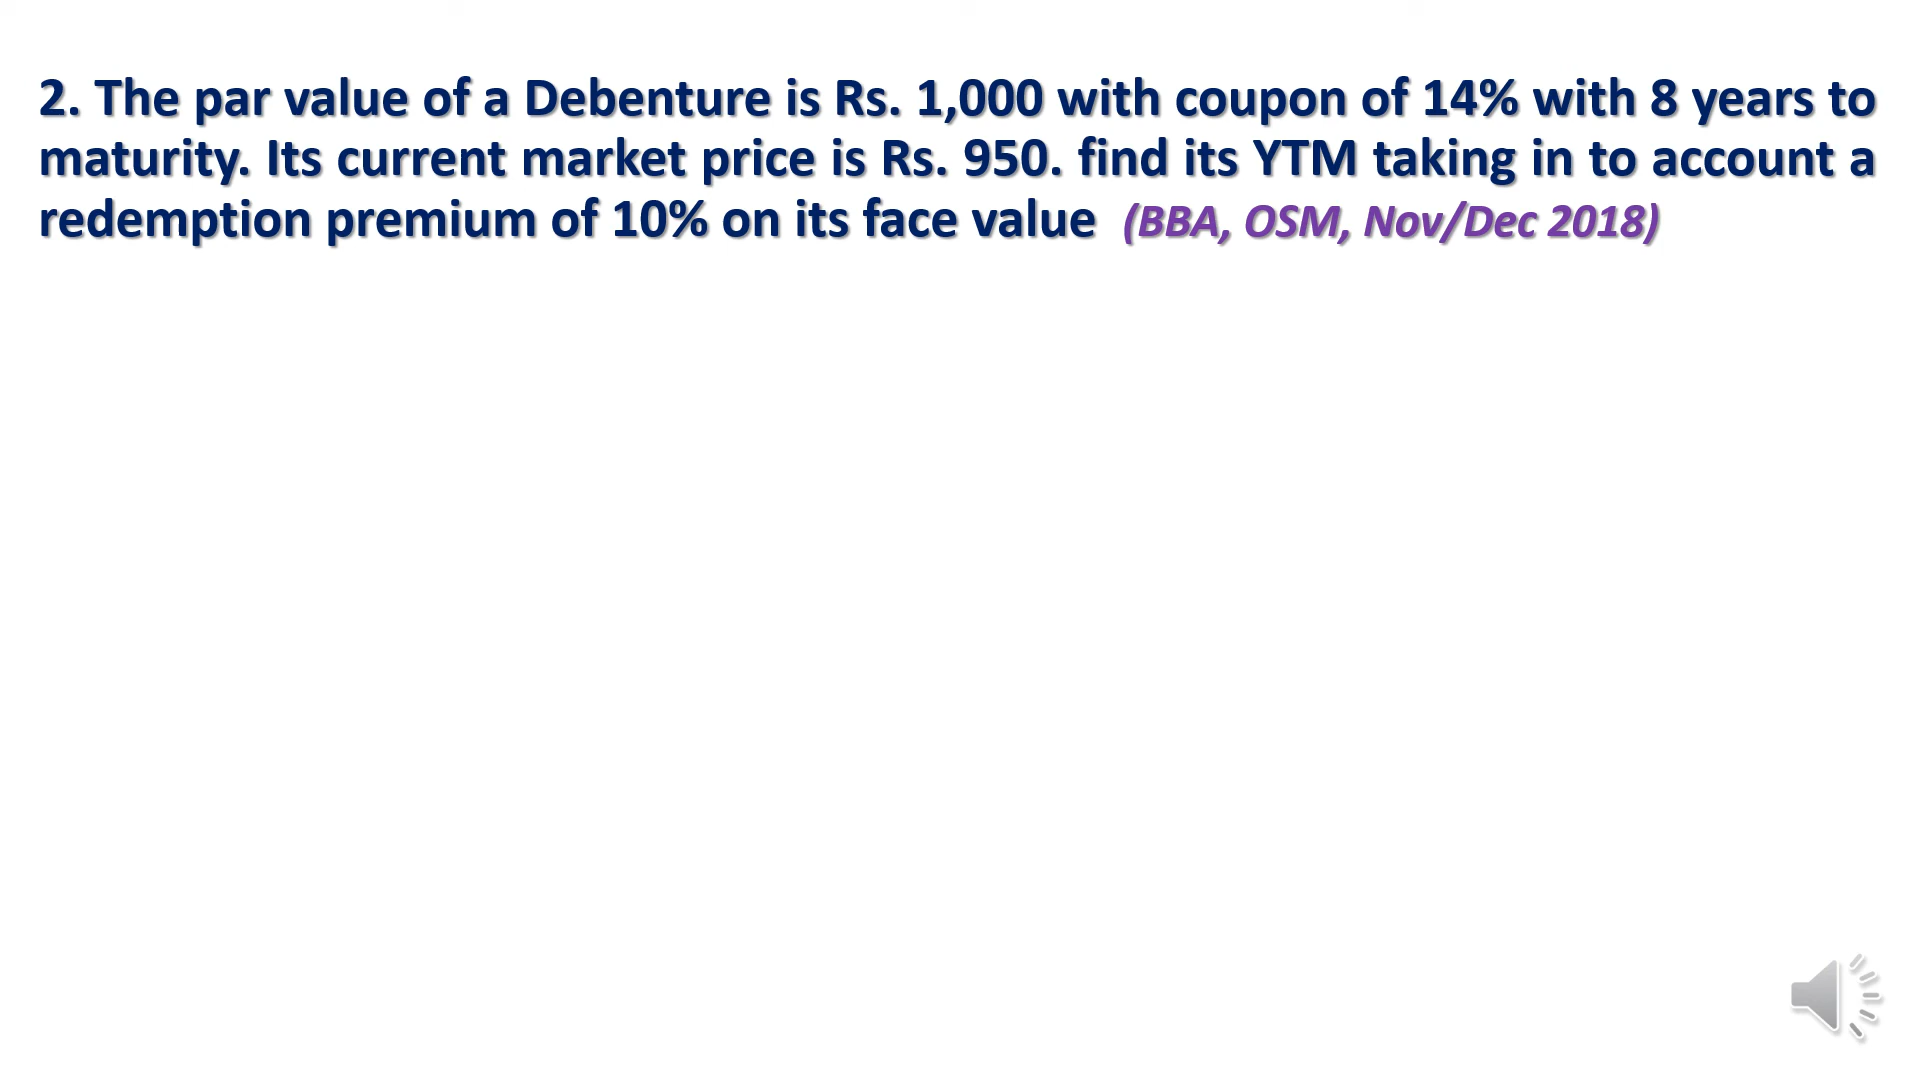 2. The par value of a Debenture is Rs. 1,000 with coupon of 14% with 8 years to
maturity. Its current market price is Rs. 950. find its YTM taking in to account a
redemption premium of 10% on its face value (BBA, OSM, Nov/Dec 2018)